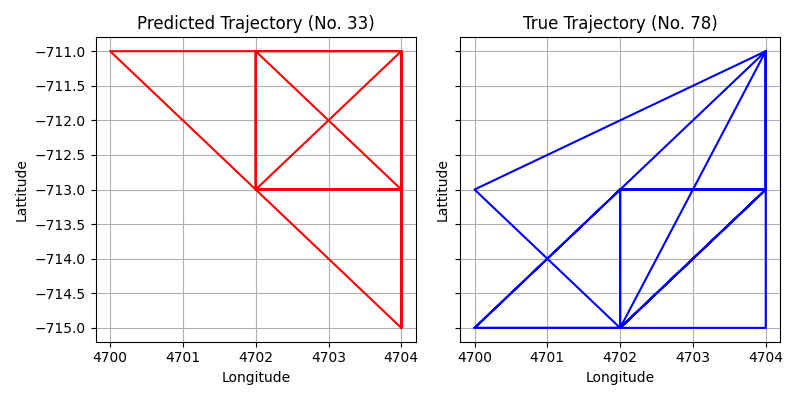 Predicted Trajectory (No. 33)
True Trajectory (No. 78)
−711.0
−711.5
−712.0
−712.5
−713.0
−713.5
−714.0
−714.5
−715.0
Lattitude
Lattitude
4700 4701 4702 4703 4704
4700 4701 4702 4703 4704
Longitude
Longitude